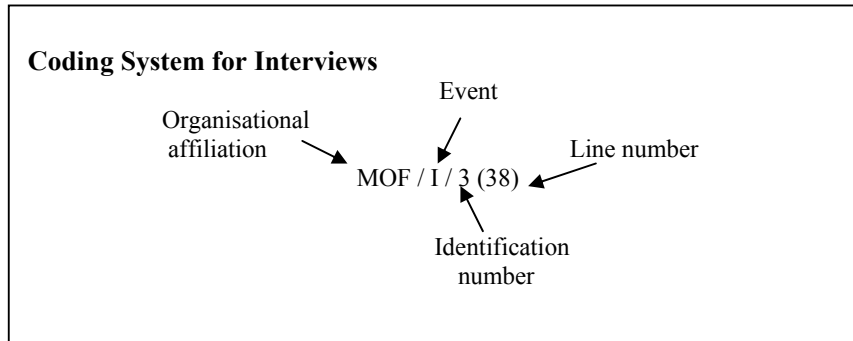 Coding System for Interviews
Event
Organisational
affiliation
Line number
MOF / I / 3 (38)
Identification
number